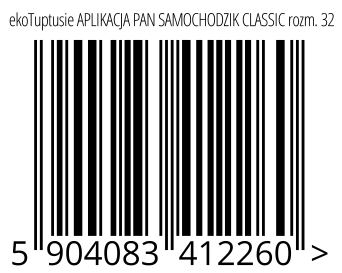 ekoTuptusie APLIKACJA PAN SAMOCHODZIK CLASSIC rozm. 32
5 904083 412260 >